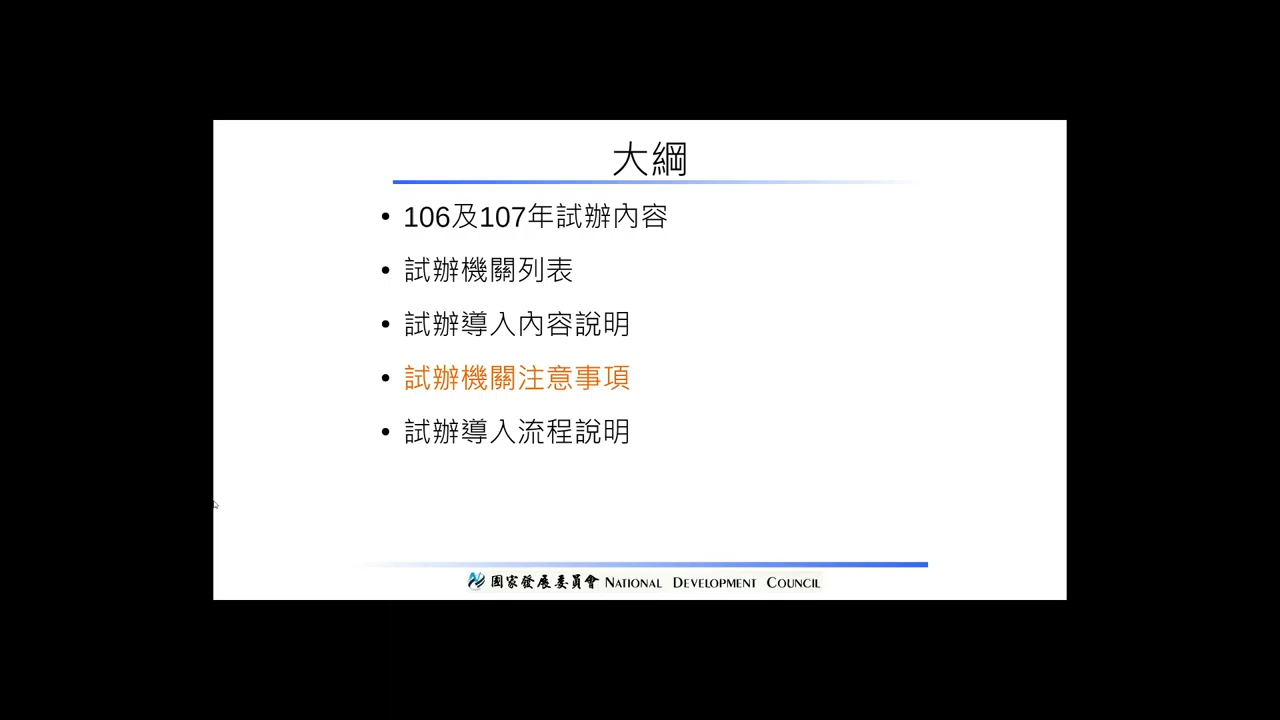 大綱
• 106及107年試辦內容
• 試辦機關列表
• 試辦導入內容說明
• 試辦機關注意事項
• 試辦導入流程說明
國家發展委員會 NATIONAL DEVELOPMENT COUNCIL